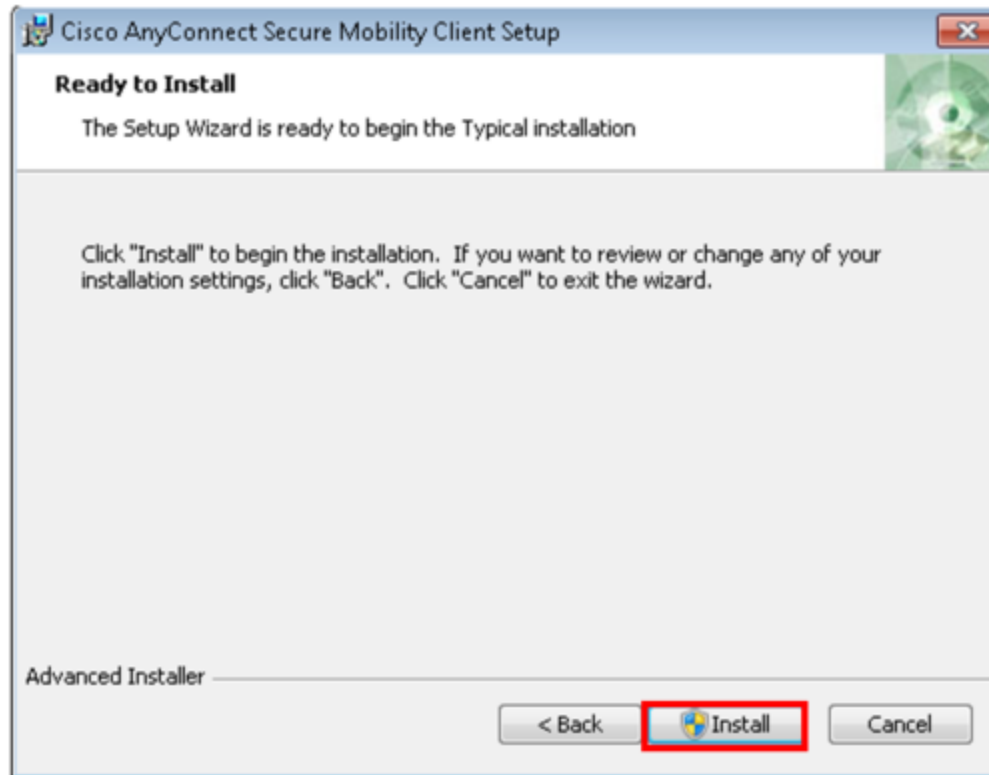 Cisco AnyConnect Secure Mobility Client Setup
Ready to Install
The Setup Wizard is ready to begin the Typical installation
Click "Install" to begin the installation.  If you want to review or change any of your
installation settings, click "Back".  Click "Cancel" to exit the wizard.
Advanced Installer
< Back
Install
Cancel